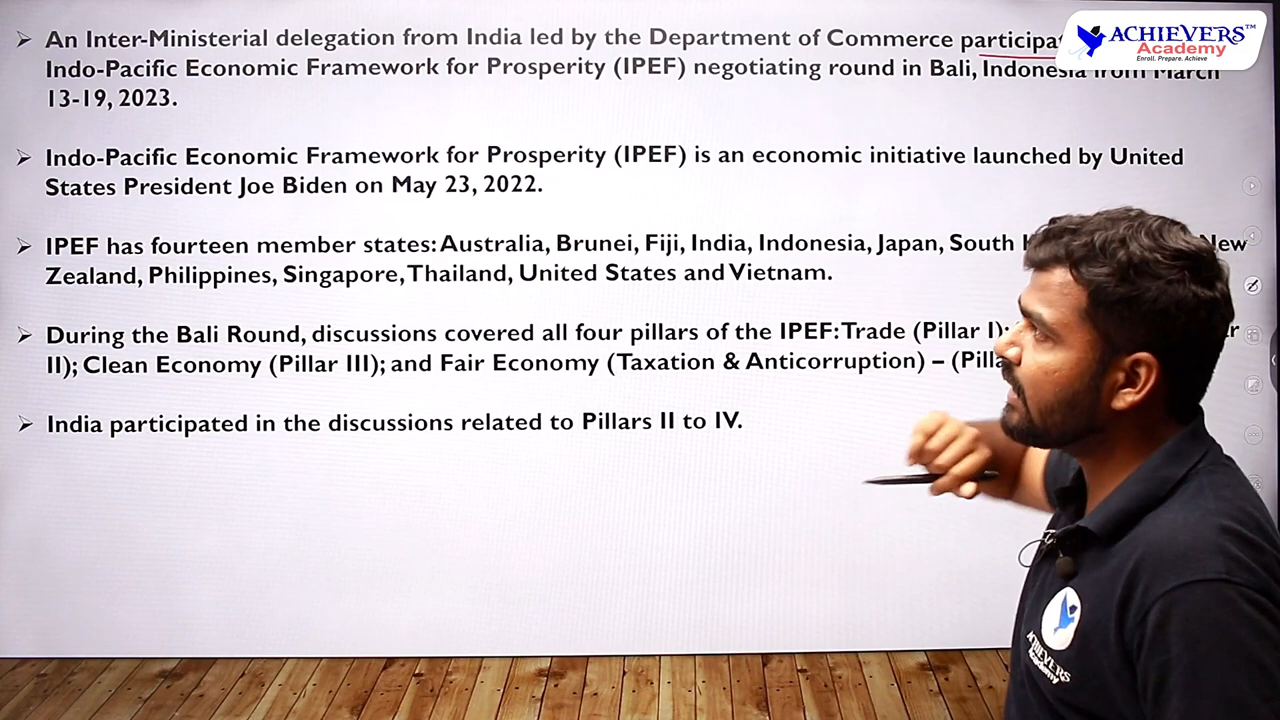 ➤ An Inter-Ministerial delegation from India led by the Department of Commerce
Indo-Pacific Economic Framework for Prosperity (IPEF) negotiating round in Bali, Indonesia from March
13-19, 2023.
➤ Indo-Pacific Economic Framework for Prosperity (IPEF) is an economic initiative launched by United
States President Joe Biden on May 23, 2022.
➤ IPEF has fourteen member states: Australia, Brunei, Fiji, India, Indonesia, Japan, South New
Zealand, Philippines, Singapore, Thailand, United States and Vietnam.
➤ During the Bali Round, discussions covered all four pillars of the IPEF: Trade (Pillar I);
II); Clean Economy (Pillar III); and Fair Economy (Taxation & Anticorruption) –
➤ India participated in the discussions related to Pillars II to IV.
ACHIEVERS™
Academy
Enroll. Prepare. Achieve
ACHIEVERS
Academy